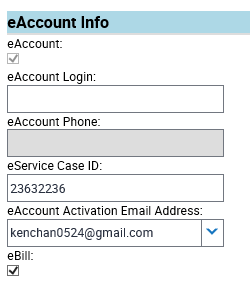 eAccount Info
eAccount:
eAccount Login:
eAccount Phone:
eService Case ID:
23632236
eAccount Activation Email Address:
kenchan0524@gmail.com
eBill: